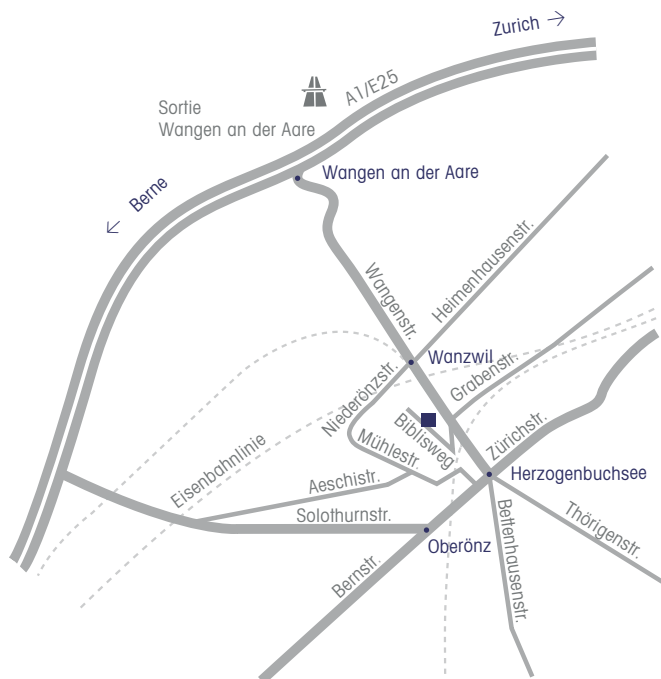 Zurich →
A1/E25
Sortie
Wangen an der Aare
Wangen an der Aare
← Berne
Heimenhausenstr.
Wangenstr.
Wanzwil
Grabenstr.
Niederönzstr.
Biblisweg
Mühlestr.
Zürichstr.
Eisenbahnlinie
Aeschistr.
Herzogenbuchsee
Solothurnstr.
Thörigenstr.
Oberönz
Bettenhausenstr.
Bernstr.